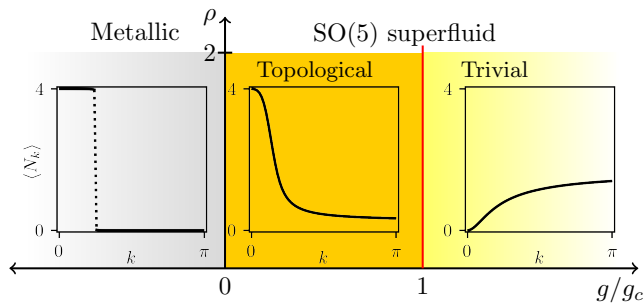 ρ
Metallic
SO(5) superfluid
2
Topological
Trivial
4
4
4
⟨N_k⟩
0
0
0
0
k
π
0
k
π
0
k
π
0
1
g/g_c